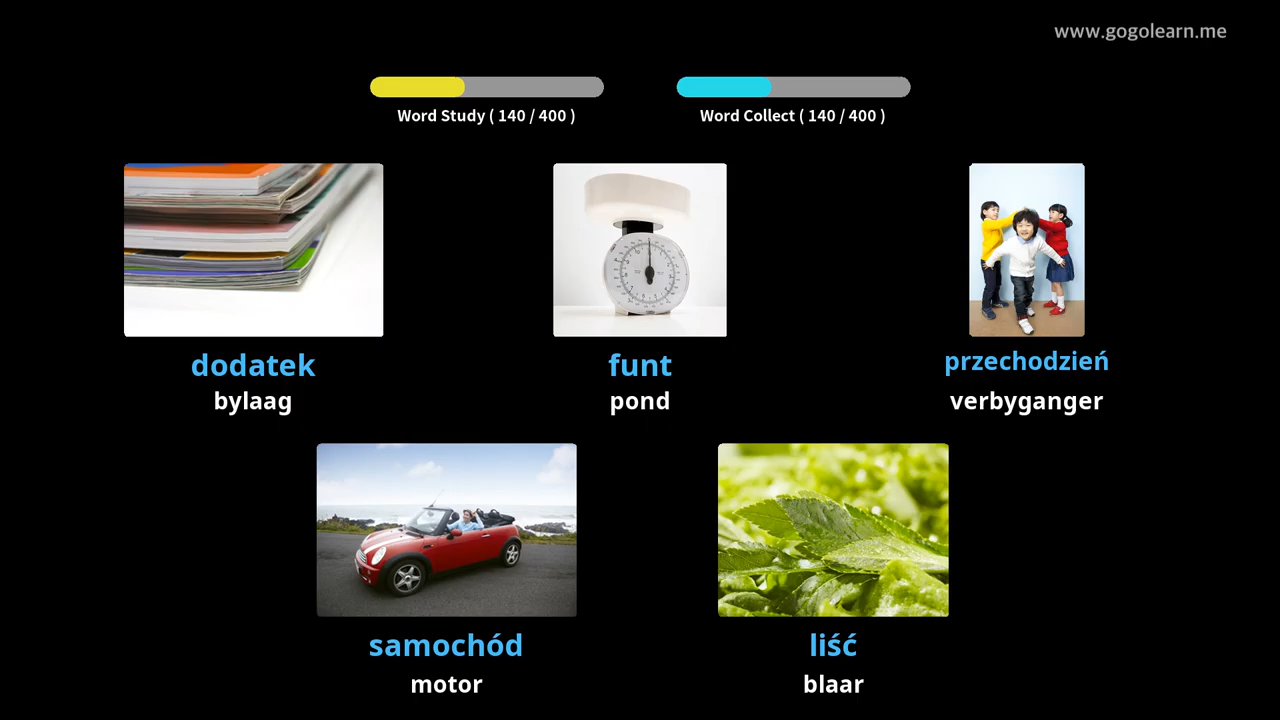 www.gogolearn.me
Word Study ( 140 / 400 )
Word Collect ( 140 / 400 )
dodatek
bylaag
funt
pond
przechodzień
verbyganger
samochód
motor
liść
blaar